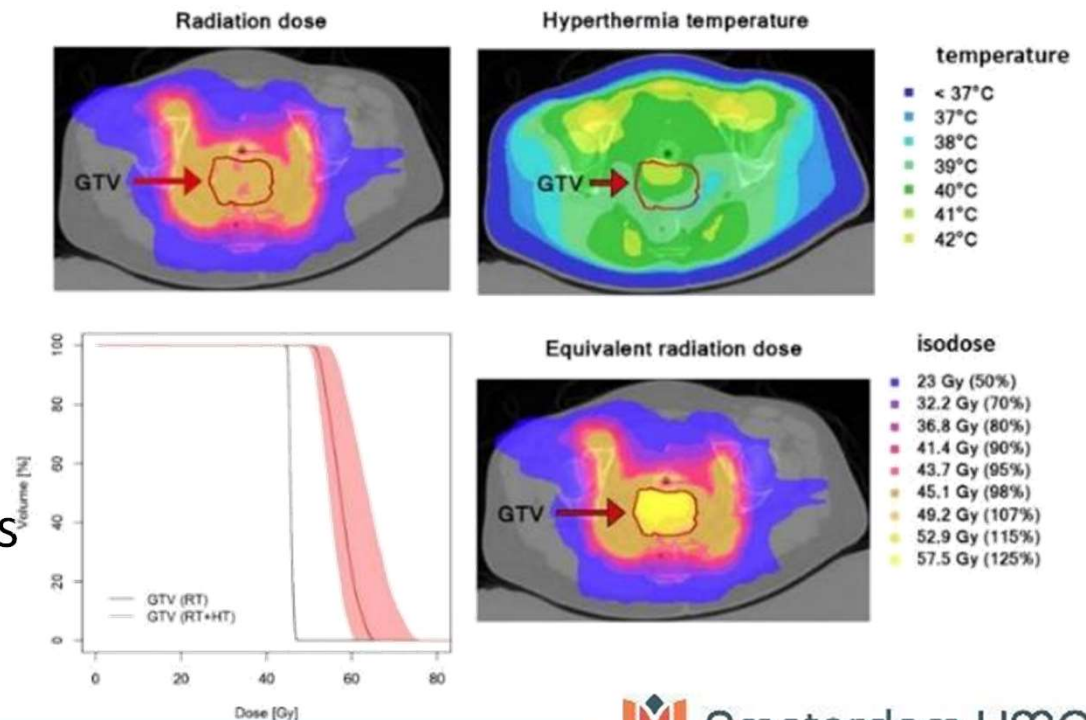 Radiation dose
GTV
Hyperthermia temperature
GTV
temperature
< 37°C
37°C
38°C
39°C
40°C
41°C
42°C
Volume [%]
100
80
60
40
20
0
GTV (RT)
GTV (RT+HT)
0 20 40 60 80
Dose [Gy]
s
Equivalent radiation dose
GTV
isodose
23 Gy (50%)
32.2 Gy (70%)
36.8 Gy (80%)
41.4 Gy (90%)
43.7 Gy (95%)
45.1 Gy (98%)
49.2 Gy (107%)
52.9 Gy (115%)
57.5 Gy (125%)